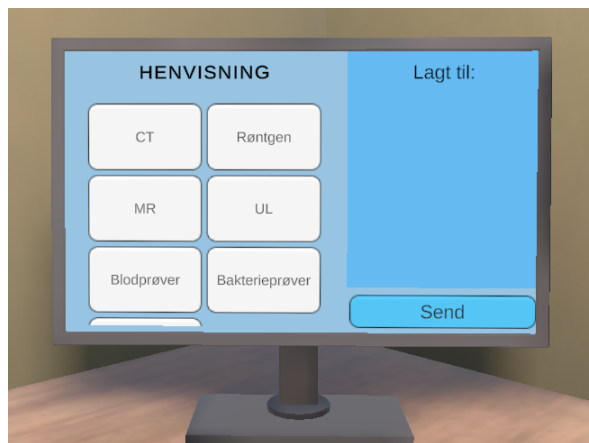 HENVISNING
Lagt til:
CT
Røntgen
MR
UL
Blodprøver
Bakterieprøver
Send